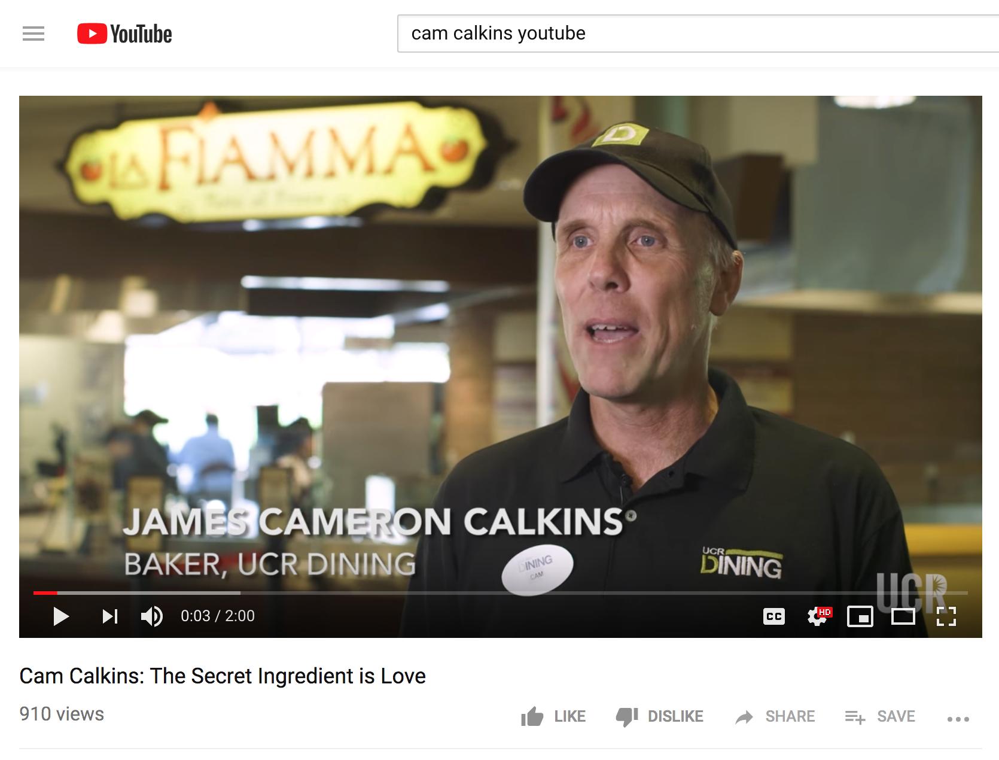 YouTube
cam calkins youtube
LA FIAMMA
JAMES CAMERON CALKINS
BAKER, UCR DINING
DINING
CAM
UCR
DINING
UCR
0:03 / 2:00
CC
HD
Cam Calkins: The Secret Ingredient is Love
910 views
LIKE DISLIKE SHARE SAVE